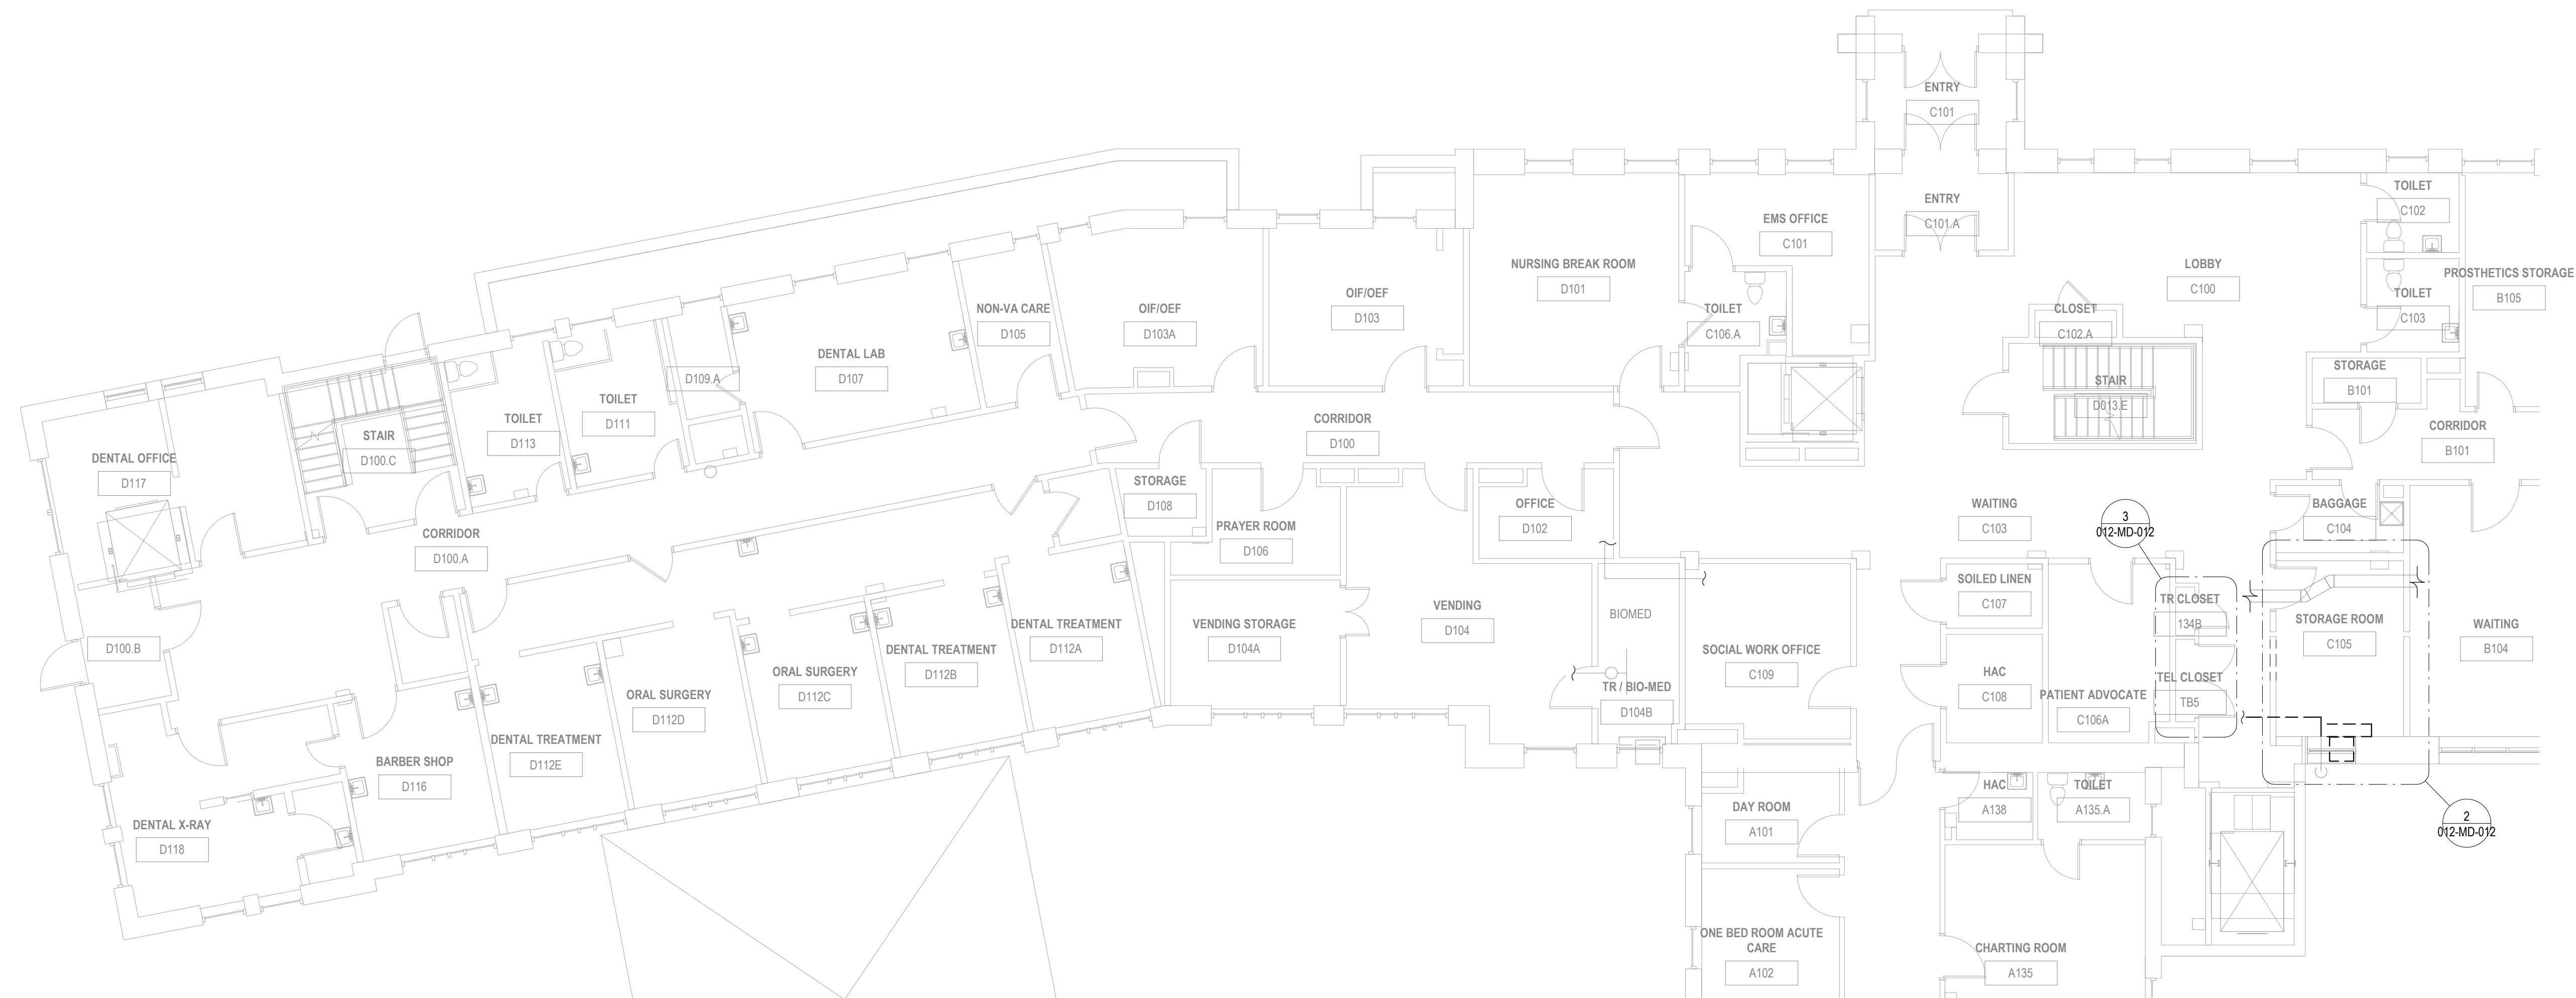 ENTRY
C101
ENTRY
C101.A
EMS OFFICE
C101
TOILET
C102
LOBBY
C100
PROSTHETICS STORAGE
B105
TOILET
C103
NURSING BREAK ROOM
D101
OIF/OEF
D103
OIF/OEF
D103A
NON-VA CARE
D105
TOILET
C106.A
CLOSET
C102.A
DENTAL LAB
D107
D109.A
STORAGE
B101
STAIR
D013.E
TOILET
D111
TOILET
D113
CORRIDOR
D100
CORRIDOR
B101
STAIR
D100.C
DENTAL OFFICE
D117
STORAGE
D108
OFFICE
D102
WAITING
C103
BAGGAGE
C104
3
012-MD-012
PRAYER ROOM
D106
CORRIDOR
D100.A
SOILED LINEN
C107
TR CLOSET
134B
VENDING
D104
BIOMED
VENDING STORAGE
D104A
DENTAL TREATMENT
D112A
STORAGE ROOM
C105
WAITING
B104
D100.B
DENTAL TREATMENT
D112B
SOCIAL WORK OFFICE
C109
HAC
C108
TEL CLOSET
TB5
ORAL SURGERY
D112C
TR / BIO-MED
D104B
PATIENT ADVOCATE
C106A
ORAL SURGERY
D112D
DENTAL TREATMENT
D112E
BARBER SHOP
D116
DAY ROOM
A101
HAC
A138
TOILET
A135.A
2
012-MD-012
DENTAL X-RAY
D118
ONE BED ROOM ACUTE
CARE
A102
CHARTING ROOM
A135